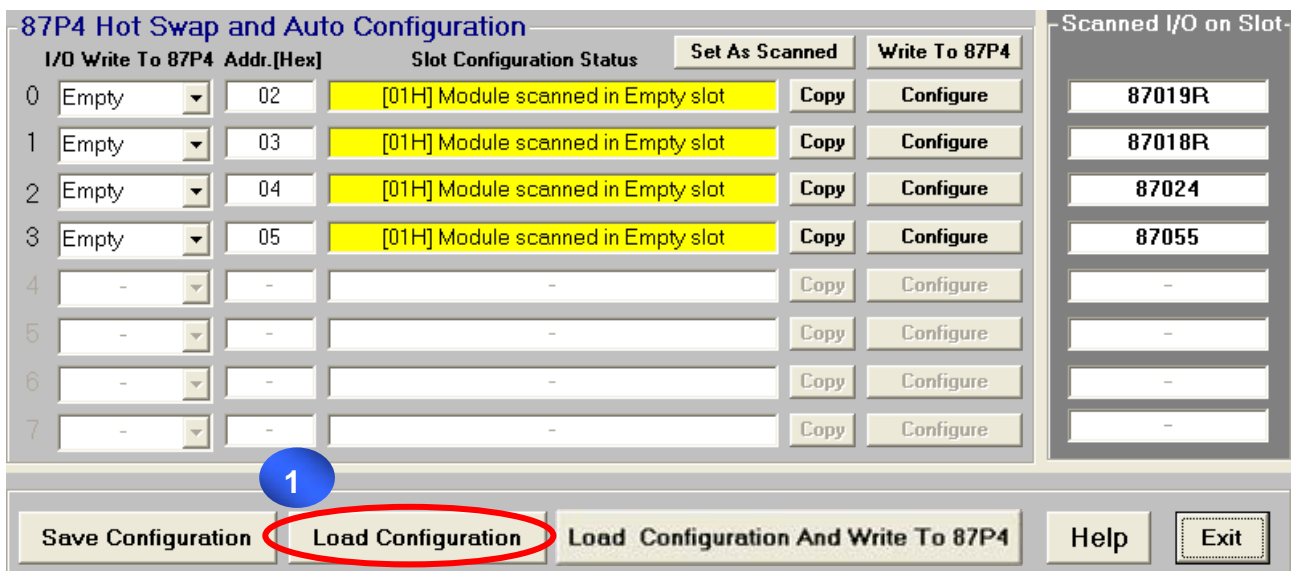 87P4 Hot Swap and Auto Configuration
Scanned I/O on Slot
I/O Write To 87P4 Addr.[Hex] Slot Configuration Status Set As Scanned Write To 87P4
0 Empty 02 [01H] Module scanned in Empty slot Copy Configure 87019R
1 Empty 03 [01H] Module scanned in Empty slot Copy Configure 87018R
2 Empty 04 [01H] Module scanned in Empty slot Copy Configure 87024
3 Empty 05 [01H] Module scanned in Empty slot Copy Configure 87055
4 - - - Copy Configure -
5 - - - Copy Configure -
6 - - - Copy Configure -
7 - - - Copy Configure -
1
Save Configuration Load Configuration Load Configuration And Write To 87P4 Help Exit